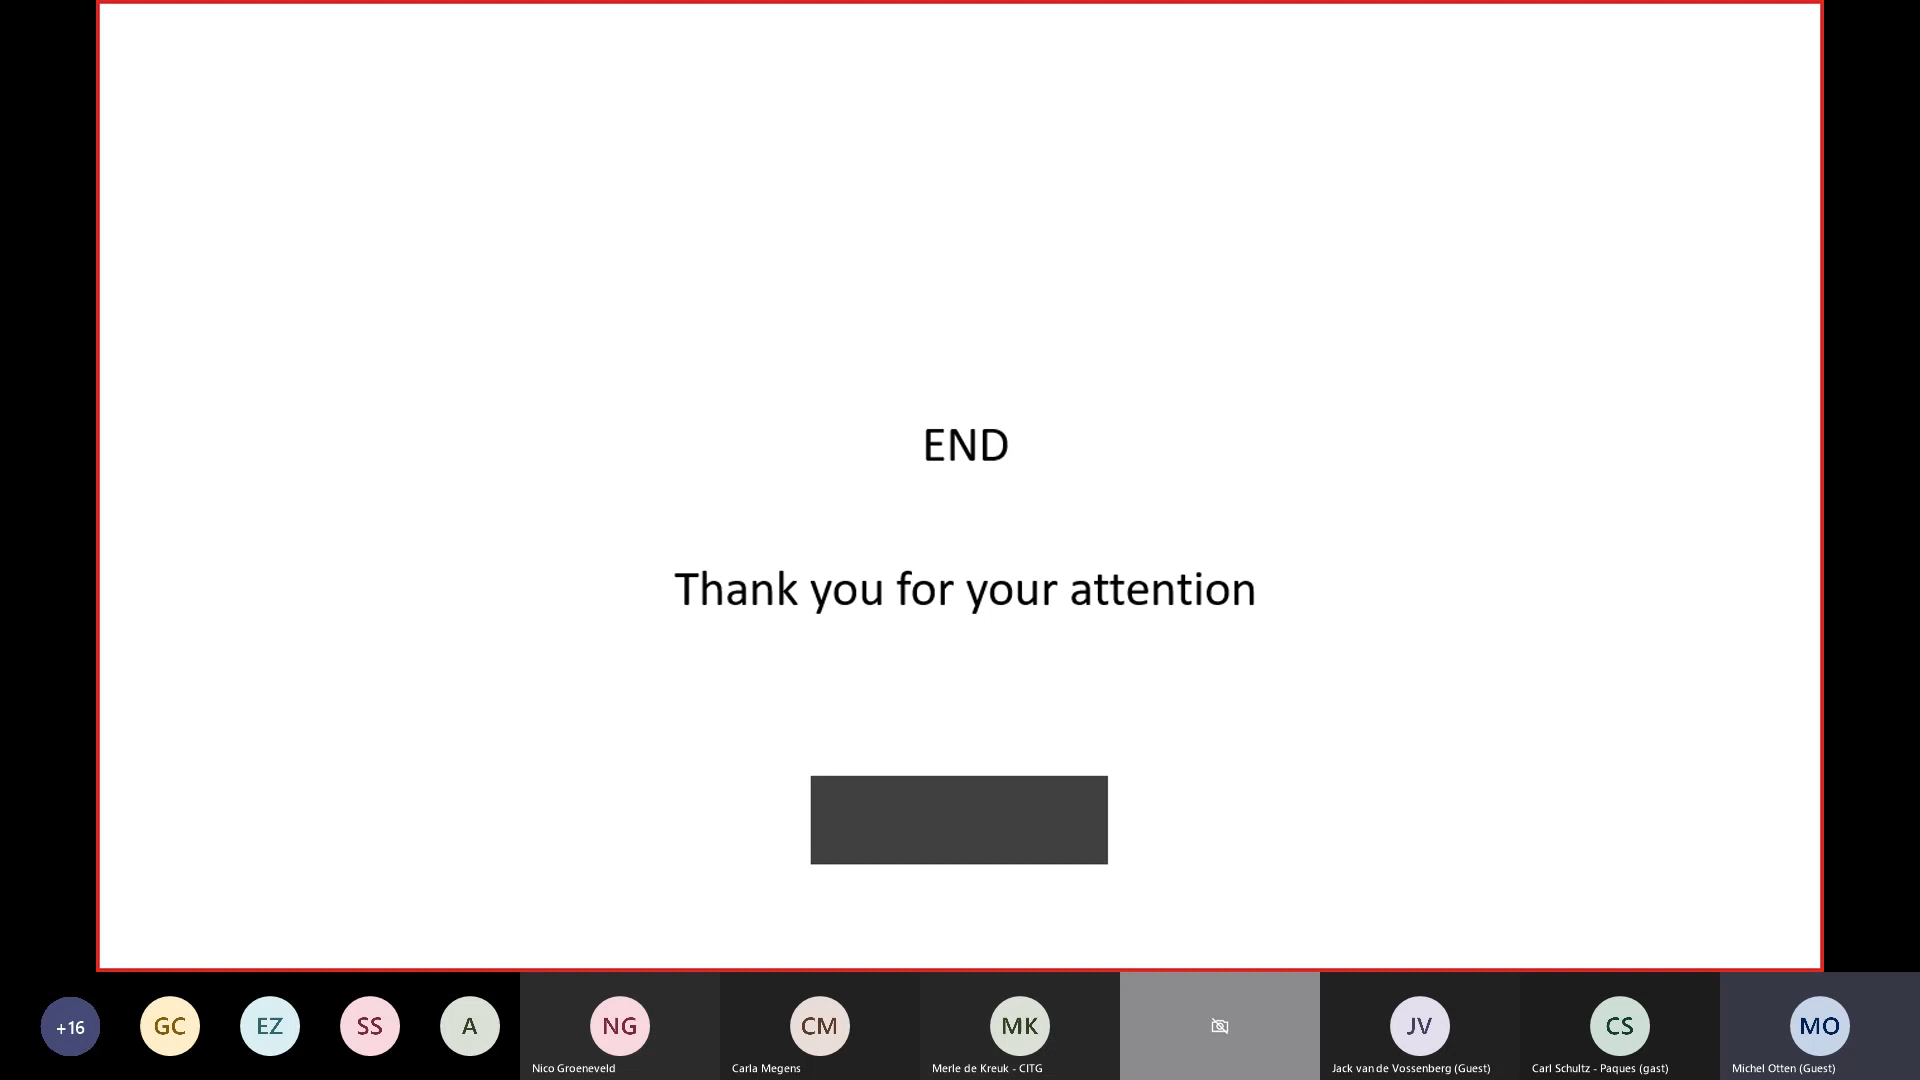 END
Thank you for your attention
+16
GC
EZ
SS
A
NG
CM
MK
JV
CS
MO
Nico Groeneveld
Carla Megens
Merle de Kreuk - CITG
Jack van de Vossenberg (Guest)
Carl Schultz - Paques (gast)
Michel Otten (Guest)